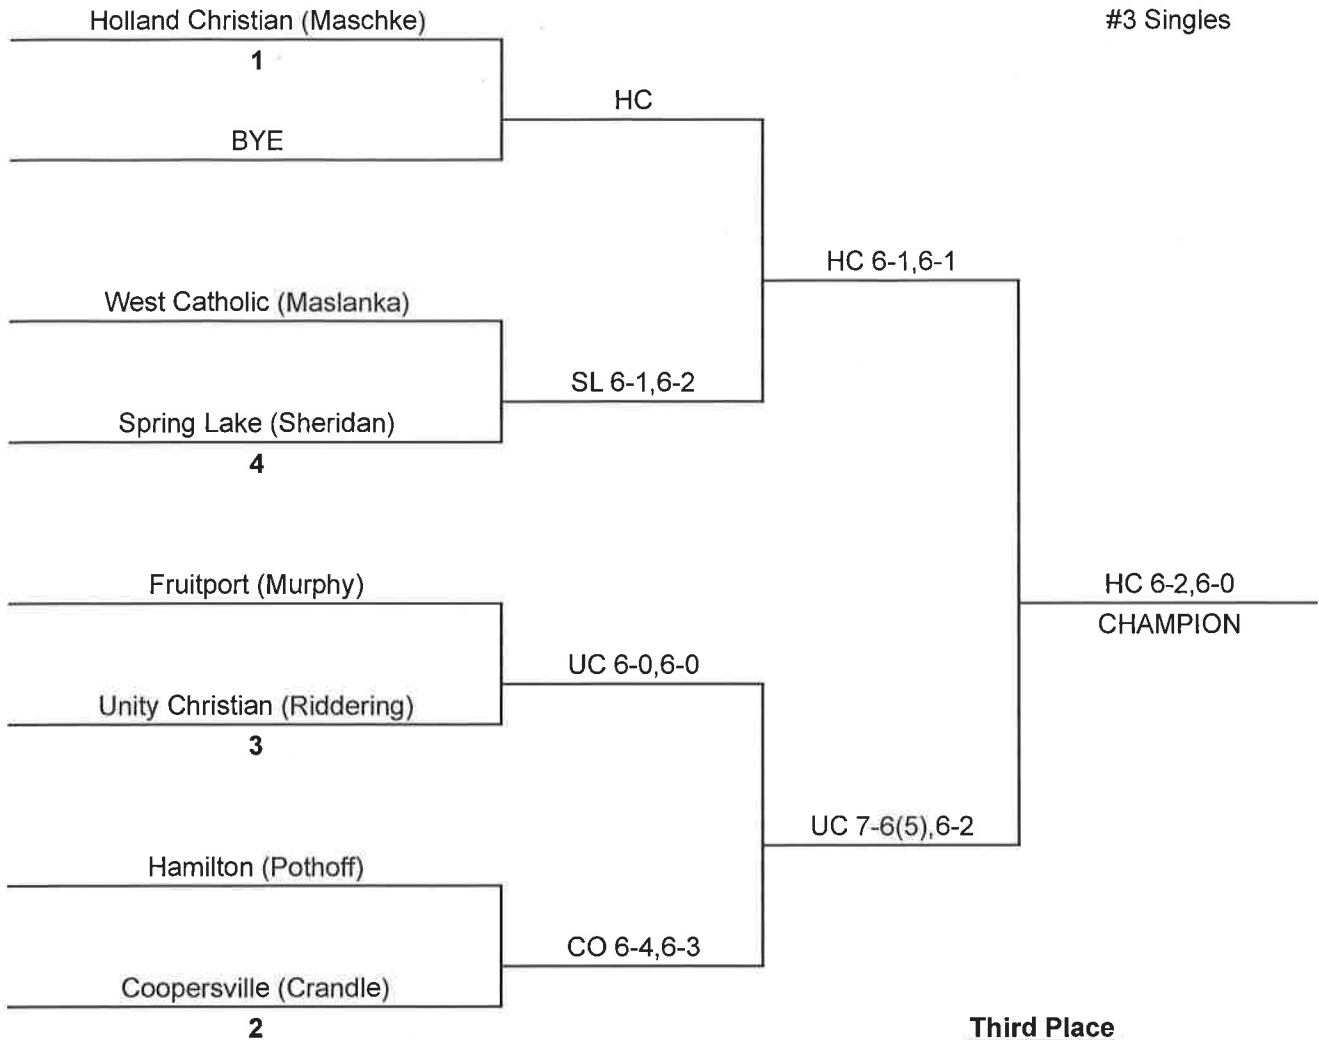 Holland Christian (Maschke)
#3 Singles
1
HC
BYE
HC 6-1,6-1
West Catholic (Maslanka)
SL 6-1,6-2
Spring Lake (Sheridan)
4
Fruitport (Murphy)
HC 6-2,6-0
CHAMPION
UC 6-0,6-0
Unity Christian (Riddering)
3
UC 7-6(5),6-2
Hamilton (Pothoff)
CO 6-4,6-3
Coopersville (Crandle)
2
Third Place